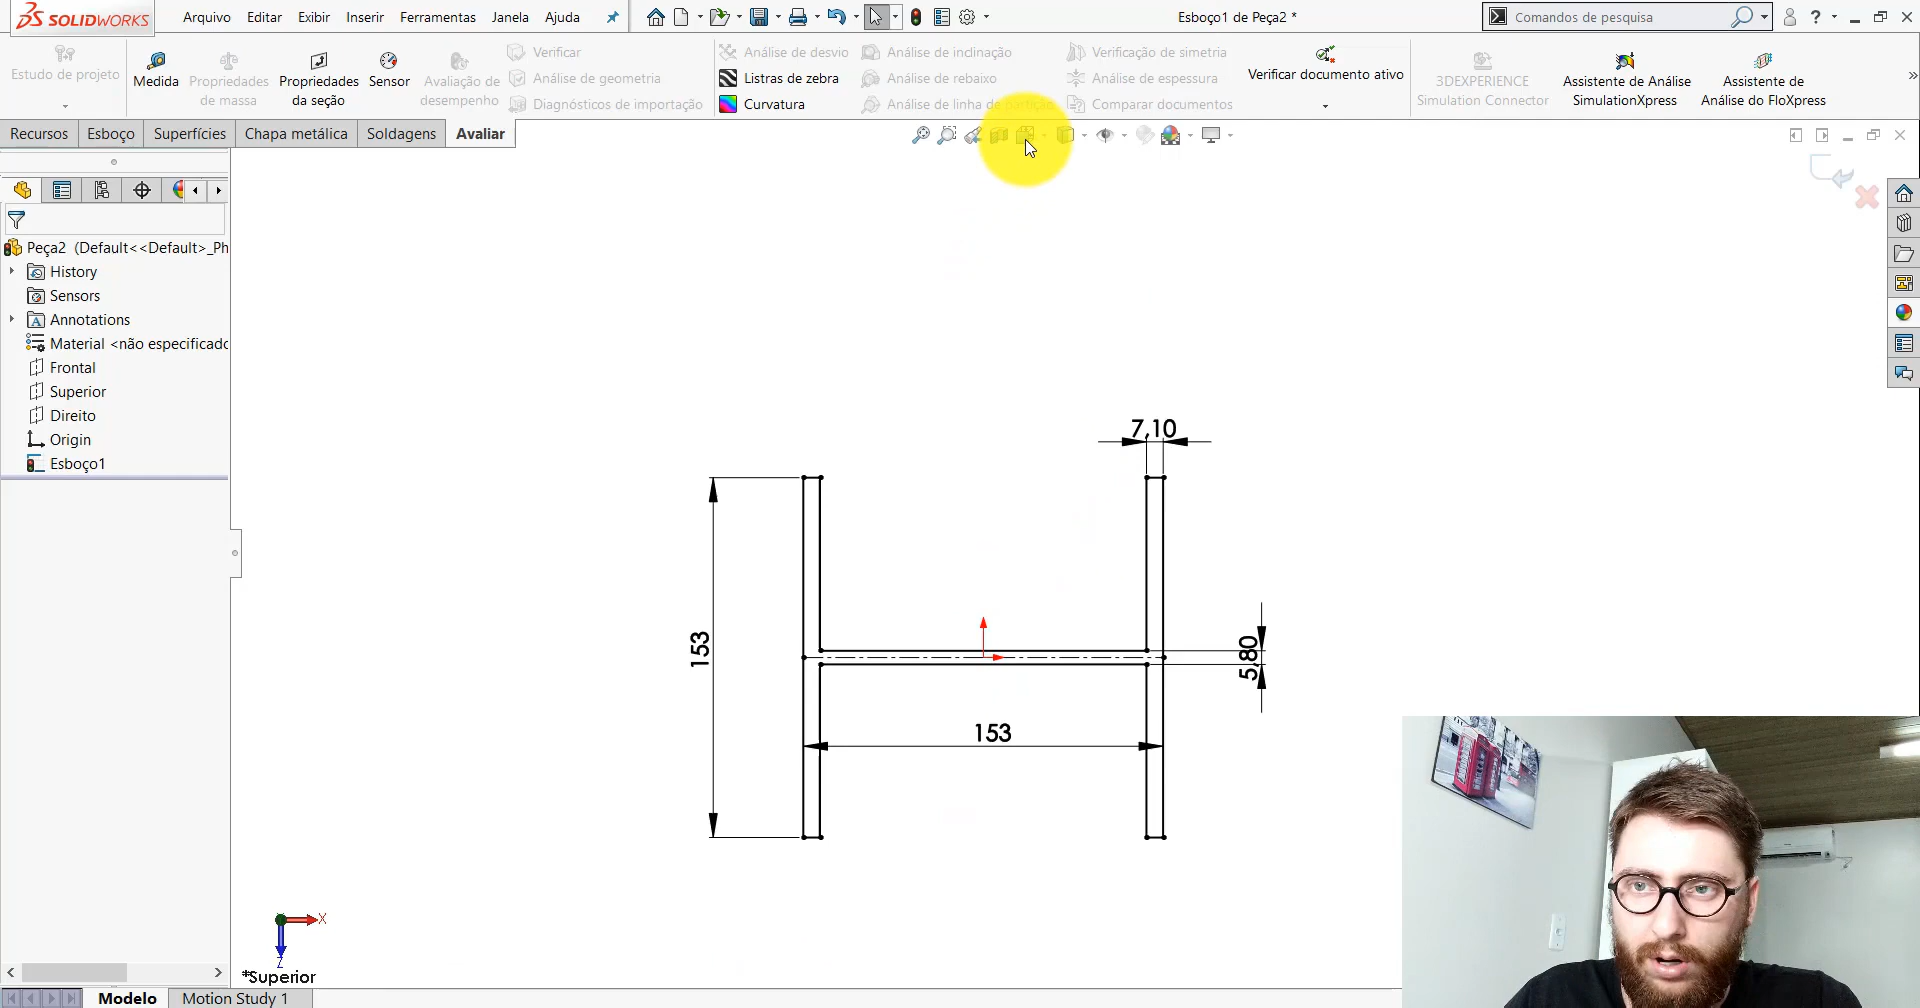 SOLIDWORKS
Arquivo Editar Exibir Inserir Ferramentas Janela Ajuda
Esboço1 de Peça2 *
Comandos de pesquisa
Estudo de projeto
Medida
Propriedades de massa
Propriedades da seção
Sensor
Avaliação de desempenho
Verificar
Análise de geometria
Diagnósticos de importação
Análise de desvio
Listras de zebra
Curvatura
Análise de inclinação
Análise de rebaixo
Análise de linha de partição
Verificação de simetria
Análise de espessura
Comparar documentos
Verificar documento ativo
3DEXPERIENCE
Simulation Connector
Assistente de Análise
SimulationXpress
Assistente de
Análise do FloXpress
Recursos Esboço Superfícies Chapa metálica Soldagens Avaliar
Peça2 (Default<<Default>_Ph
History
Sensors
Annotations
Material <não especificado
Frontal
Superior
Direito
Origin
Esboço1
7,10
153
5,80
153
X
Z
*Superior
Modelo Motion Study 1